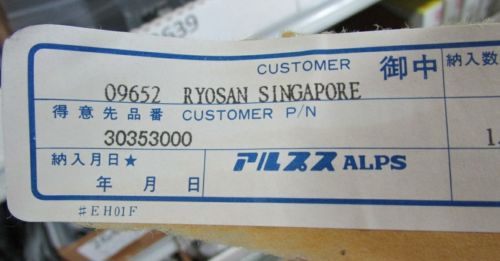 CUSTOMER 御中 納入数
09652 RYOSAN SINGAPORE
得意先品番 CUSTOMER P/N
30353000
納入月日★ アルプス ALPS
年 月 日
#EH01F